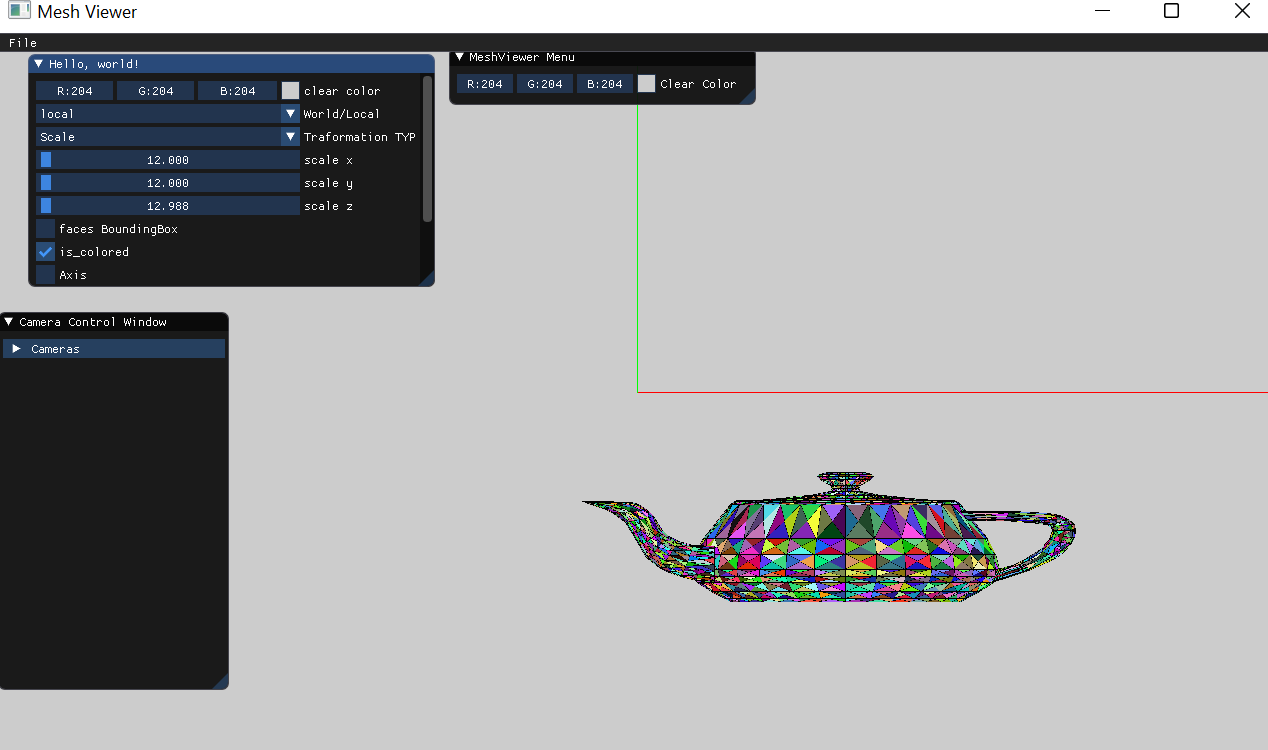 Mesh Viewer
File
Hello, world!
R:204 G:204 B:204 clear color
local World/Local
Scale Traformation TYP
12.000 scale x
12.000 scale y
12.988 scale z
faces BoundingBox
is_colored
Axis
MeshViewer Menu
R:204 G:204 B:204 Clear Color
Camera Control Window
Cameras